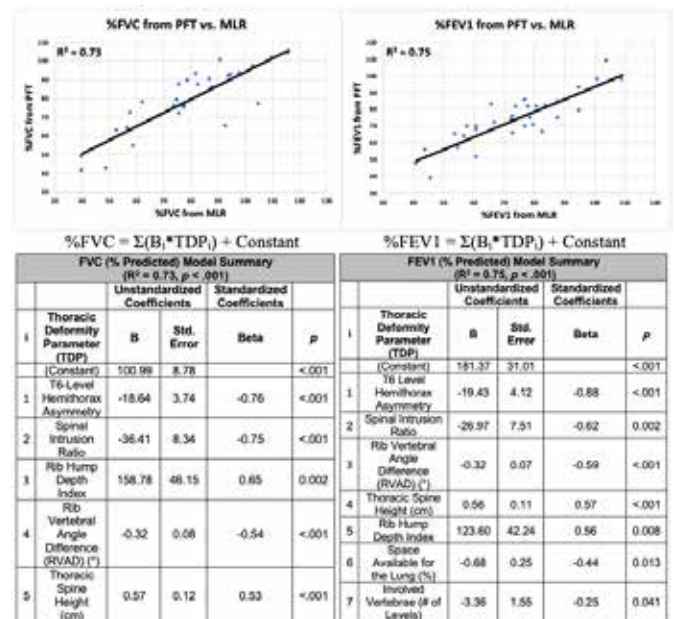 %FVC from PFT vs. MLR
R² = 0.73
%FVC from PFT
%FVC from MLR
%FEV1 from PFT vs. MLR
R² = 0.75
%FEV1 from PFT
%FEV1 from MLR
%FVC = Σ(Bᵢ*TDPᵢ) + Constant
FVC (% Predicted) Model Summary
(R² = 0.73, p < .001)
Unstandardized Coefficients Standardized Coefficients
i Thoracic Deformity Parameter (TDP) B Std. Error Beta p
(Constant) 100.99 8.78 <.001
1 T6-Level Hemithorax Asymmetry -18.64 3.74 -0.76 <.001
2 Spinal Intrusion Ratio -36.41 8.34 -0.75 <.001
3 Rib Hump Depth Index 158.78 46.15 0.65 0.002
4 Rib Vertebral Angle Difference (RVAD) (°) -0.32 0.08 -0.54 <.001
5 Thoracic Spine Height (cm) 0.57 0.12 0.53 <.001
%FEV1 = Σ(Bᵢ*TDPᵢ) + Constant
FEV1 (% Predicted) Model Summary
(R² = 0.75, p < .001)
Unstandardized Coefficients Standardized Coefficients
i Thoracic Deformity Parameter (TDP) B Std. Error Beta p
(Constant) 181.37 31.01 <.001
1 T6 Level Hemithorax Asymmetry -19.43 4.12 -0.88 <.001
2 Spinal Intrusion Ratio -26.97 7.51 -0.62 0.002
3 Rib Vertebral Angle Difference (RVAD) (°) -0.32 0.07 -0.59 <.001
4 Thoracic Spine Height (cm) 0.56 0.11 0.57 <.001
5 Rib Hump Depth Index 123.60 42.24 0.56 0.008
6 Space Available for the Lung (%) -0.68 0.25 -0.44 0.013
7 Involved Vertebrae (# of Levels) -3.36 1.55 -0.25 0.041